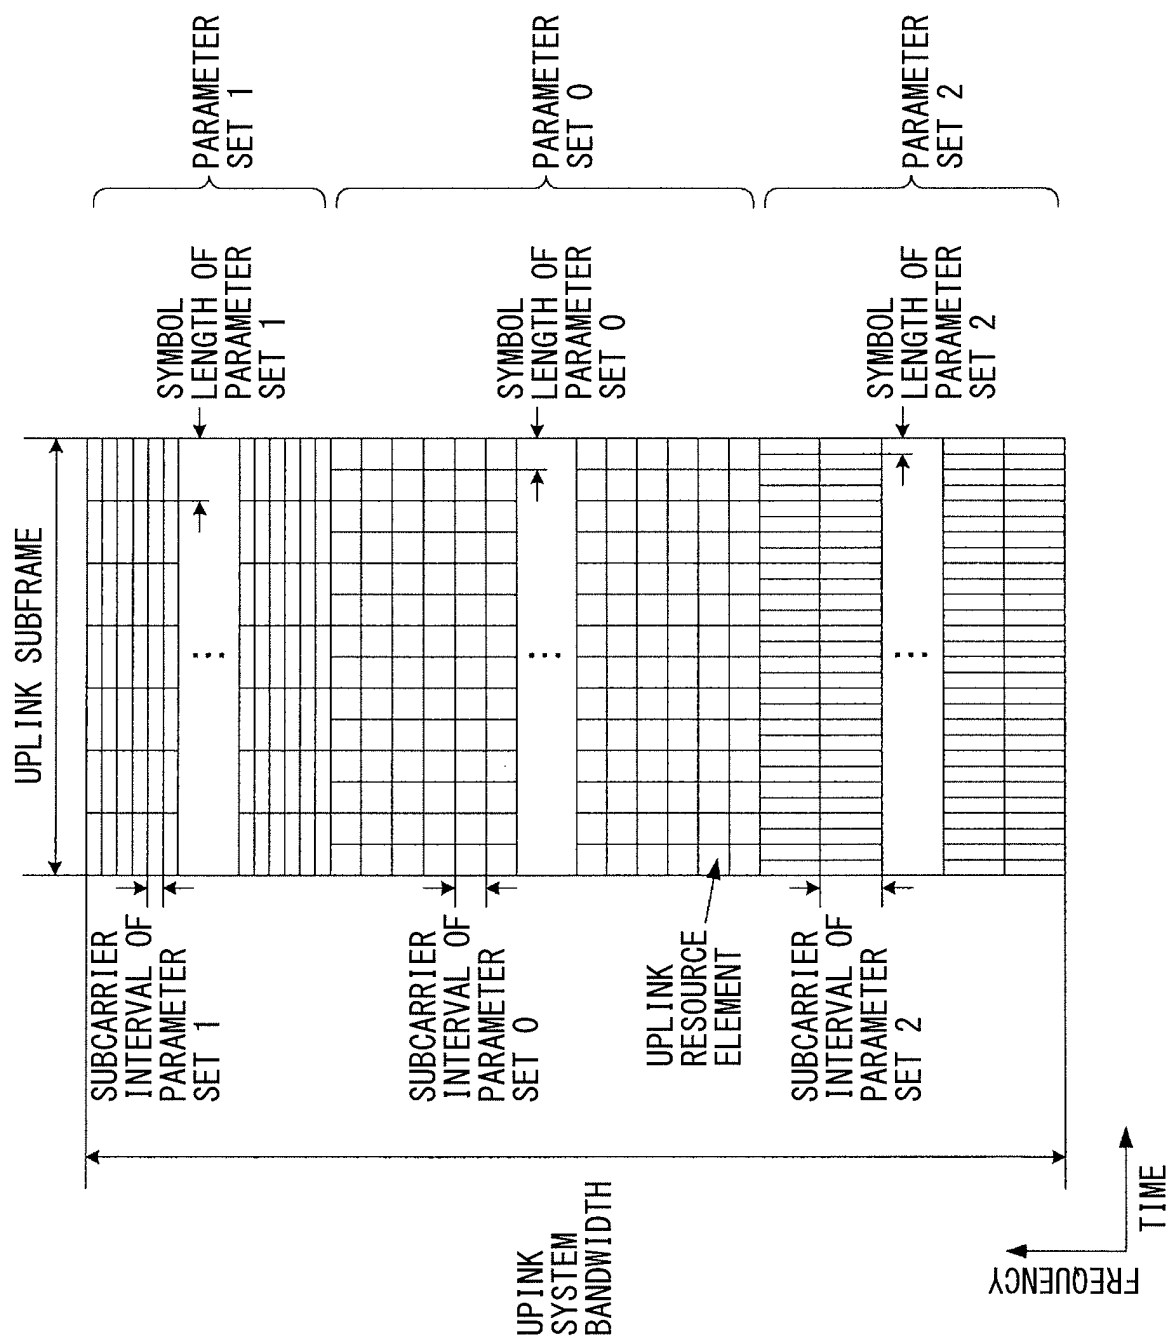 UPLINK SUBFRAME
SUBCARRIER
INTERVAL OF
PARAMETER
SET 1
SYMBOL
LENGTH OF
PARAMETER
SET 1
PARAMETER
SET 1
SUBCARRIER
INTERVAL OF
PARAMETER
SET 0
SYMBOL
LENGTH OF
PARAMETER
SET 0
PARAMETER
SET 0
UPLINK
RESOURCE
ELEMENT
SUBCARRIER
INTERVAL OF
PARAMETER
SET 2
SYMBOL
LENGTH OF
PARAMETER
SET 2
PARAMETER
SET 2
UPINK
SYSTEM
BANDWIDTH
FREQUENCY
TIME